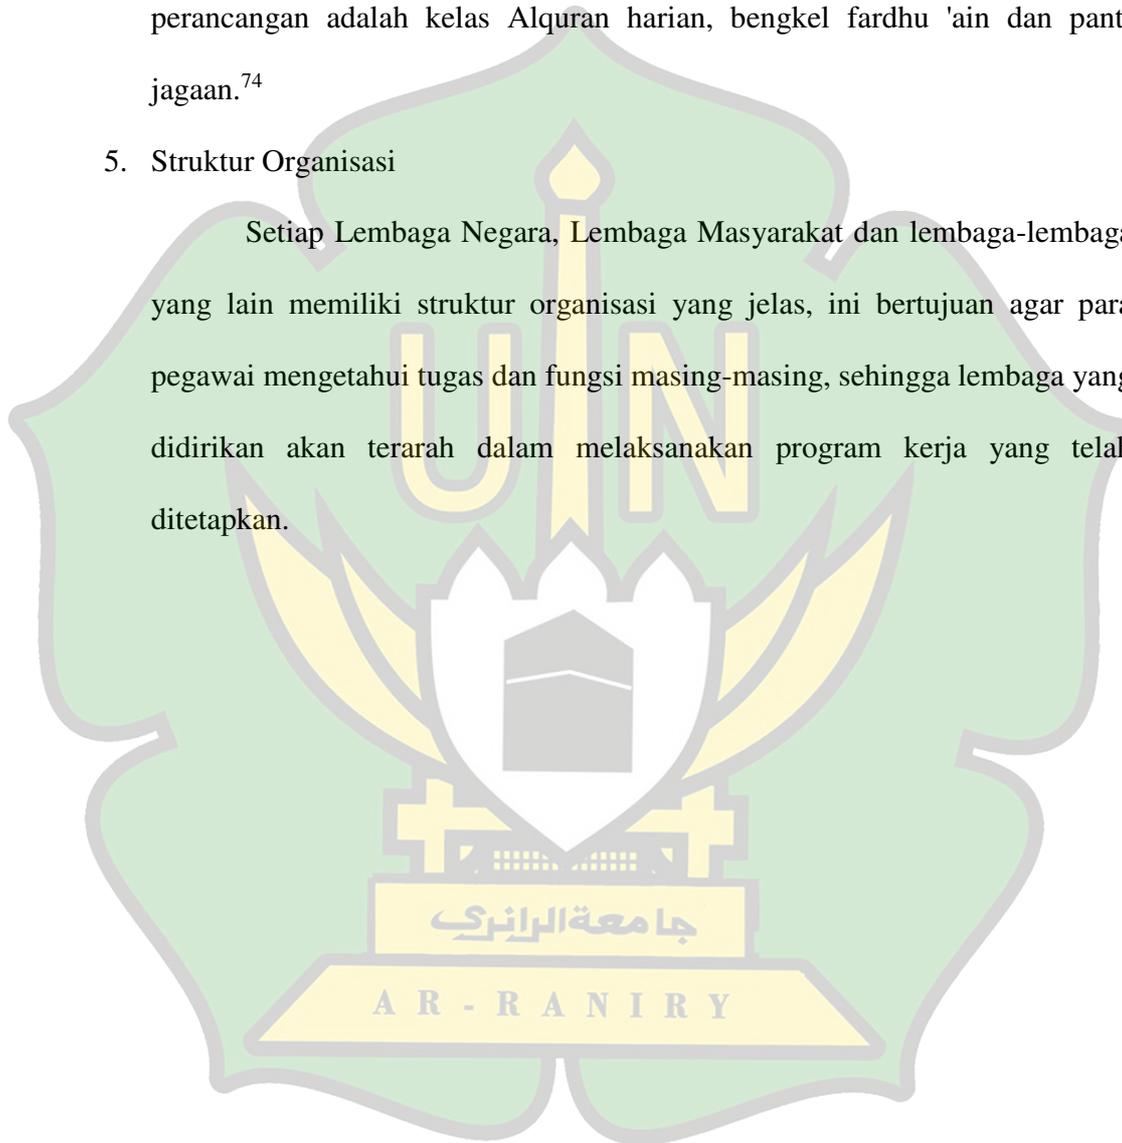 perancangan adalah kelas Alquran harian, bengkel fardhu 'ain dan pant
jagaan.74
5. Struktur Organisasi
Setiap Lembaga Negara, Lembaga Masyarakat dan lembaga-lembaga
yang lain memiliki struktur organisasi yang jelas, ini bertujuan agar para
pegawai mengetahui tugas dan fungsi masing-masing, sehingga lembaga yang
didirikan akan terarah dalam melaksanakan program kerja yang telah
ditetapkan.
UIN
جامعة الرانري
AR-RANIRY